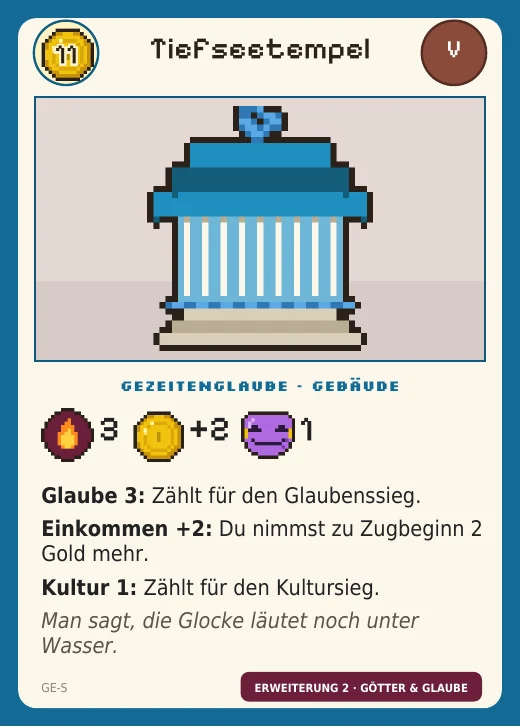 11 Tiefseetempel V
GEZEITENGLAUBE - GEBÄUDE
3 +2 1
Glaube 3: Zählt für den Glaubenssieg.
Einkommen +2: Du nimmst zu Zugbeginn 2
Gold mehr.
Kultur 1: Zählt für den Kultursieg.
Man sagt, die Glocke läutet noch unter
Wasser.
GE-S ERWEITERUNG 2 · GÖTTER & GLAUBE